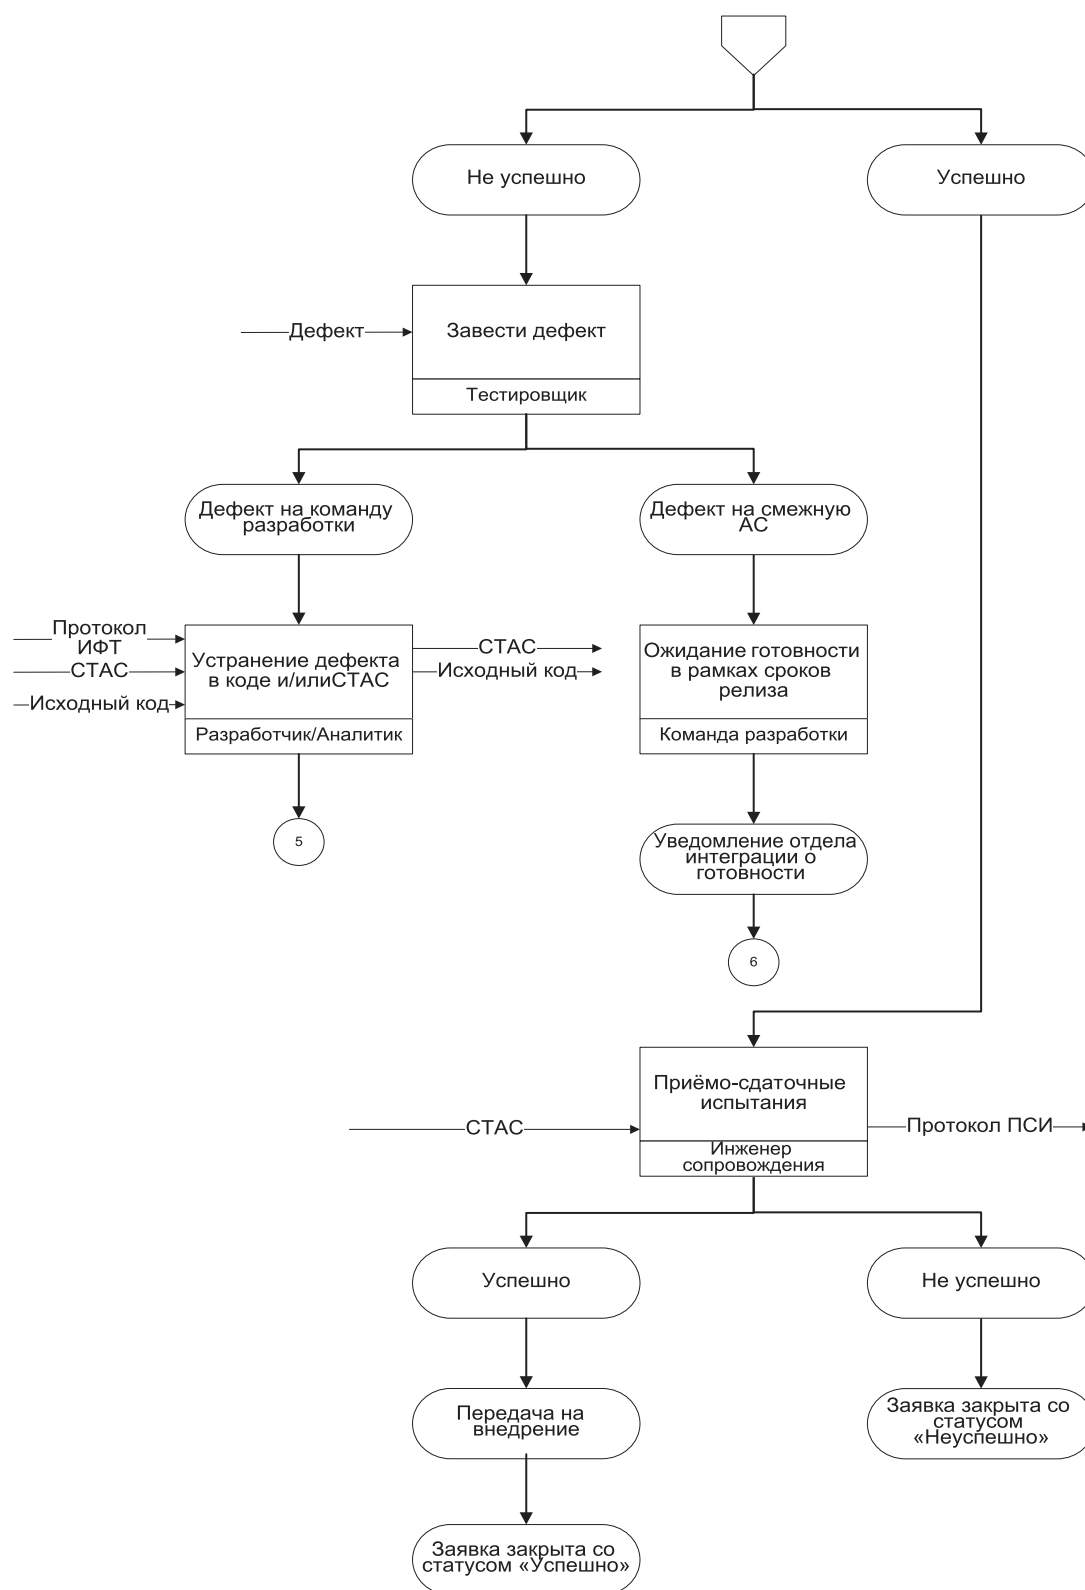 Не успешно
Успешно
Дефект
Завести дефект
Тестировщик
Дефект на команду
разработки
Дефект на смежную
АС
Протокол
ИФТ
СТАС
Исходный код
Устранение дефекта
в коде и/илиСТАС
Разработчик/Аналитик
СТАС
Исходный код
Ожидание готовности
в рамках сроков
релиза
Команда разработки
5
Уведомление отдела
интеграции о
готовности
6
СТАС
Приёмо-сдаточные
испытания
Инженер
сопровождения
Протокол ПСИ
Успешно
Не успешно
Передача на
внедрение
Заявка закрыта со
статусом
«Неуспешно»
Заявка закрыта со
статусом «Успешно»